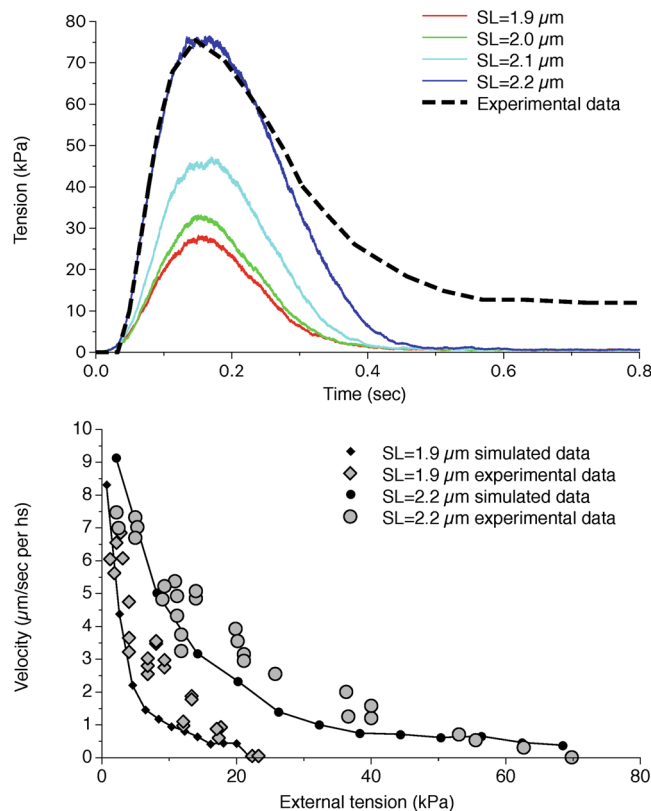 80
70
60
50
40
30
20
10
0
Tension (kPa)
SL=1.9 µm
SL=2.0 µm
SL=2.1 µm
SL=2.2 µm
Experimental data
0.0 0.2 0.4 0.6 0.8
Time (sec)
10
9
8
7
6
5
4
3
2
1
0
Velocity (µm/sec per hs)
SL=1.9 µm simulated data
SL=1.9 µm experimental data
SL=2.2 µm simulated data
SL=2.2 µm experimental data
0 20 40 60 80
External tension (kPa)